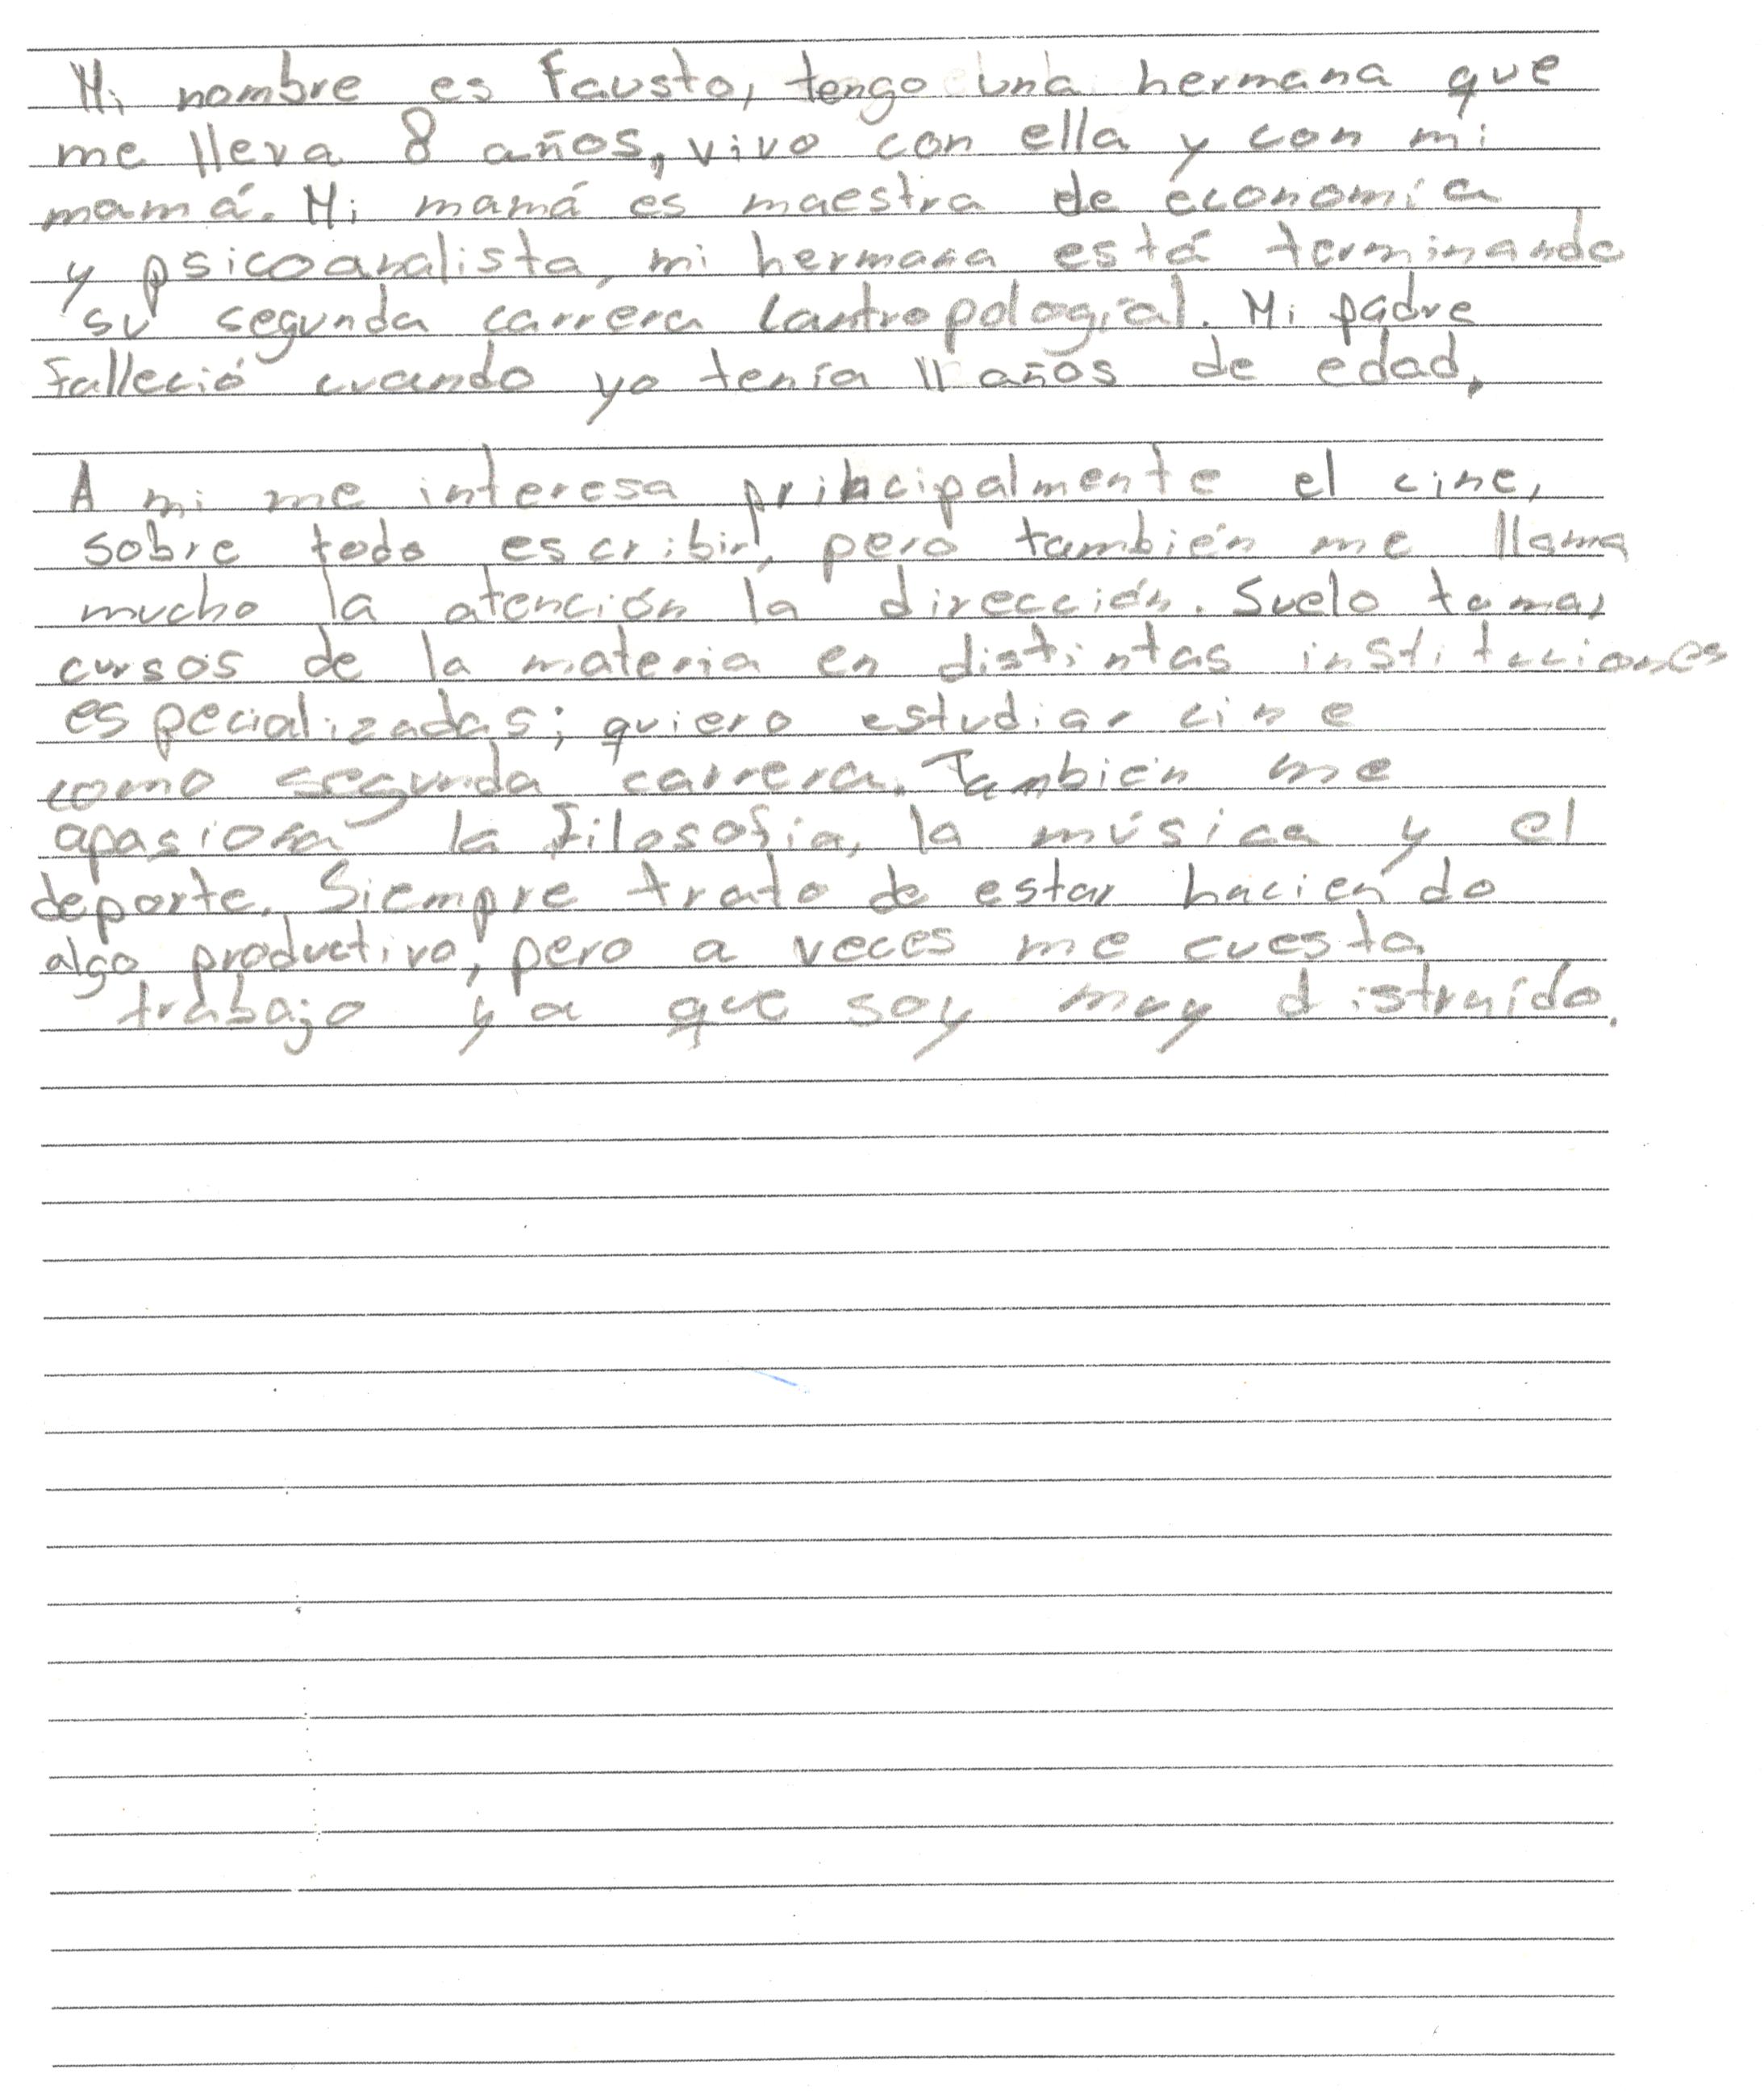 Mi nombre es Fausto, tengo una hermana que
me lleva 8 años, vivo con ella y con mi
mamá. Mi mamá es maestra de economía
y psicoanalista, mi hermana está terminando
su segunda carrera (antropología). Mi padre
falleció cuando yo tenía 11 años de edad.
A mi me interesa principalmente el cine,
sobre todo escribir, pero también me llama
mucho la atención la dirección. Suelo tomar
cursos de la materia en distintas instituciones
especializadas; quiero estudiar cine
como segunda carrera. También me
apasiona la filosofía, la música y el
deporte. Siempre trato de estar haciendo
algo productivo, pero a veces me cuesta
trabajo ya que soy muy distraído.